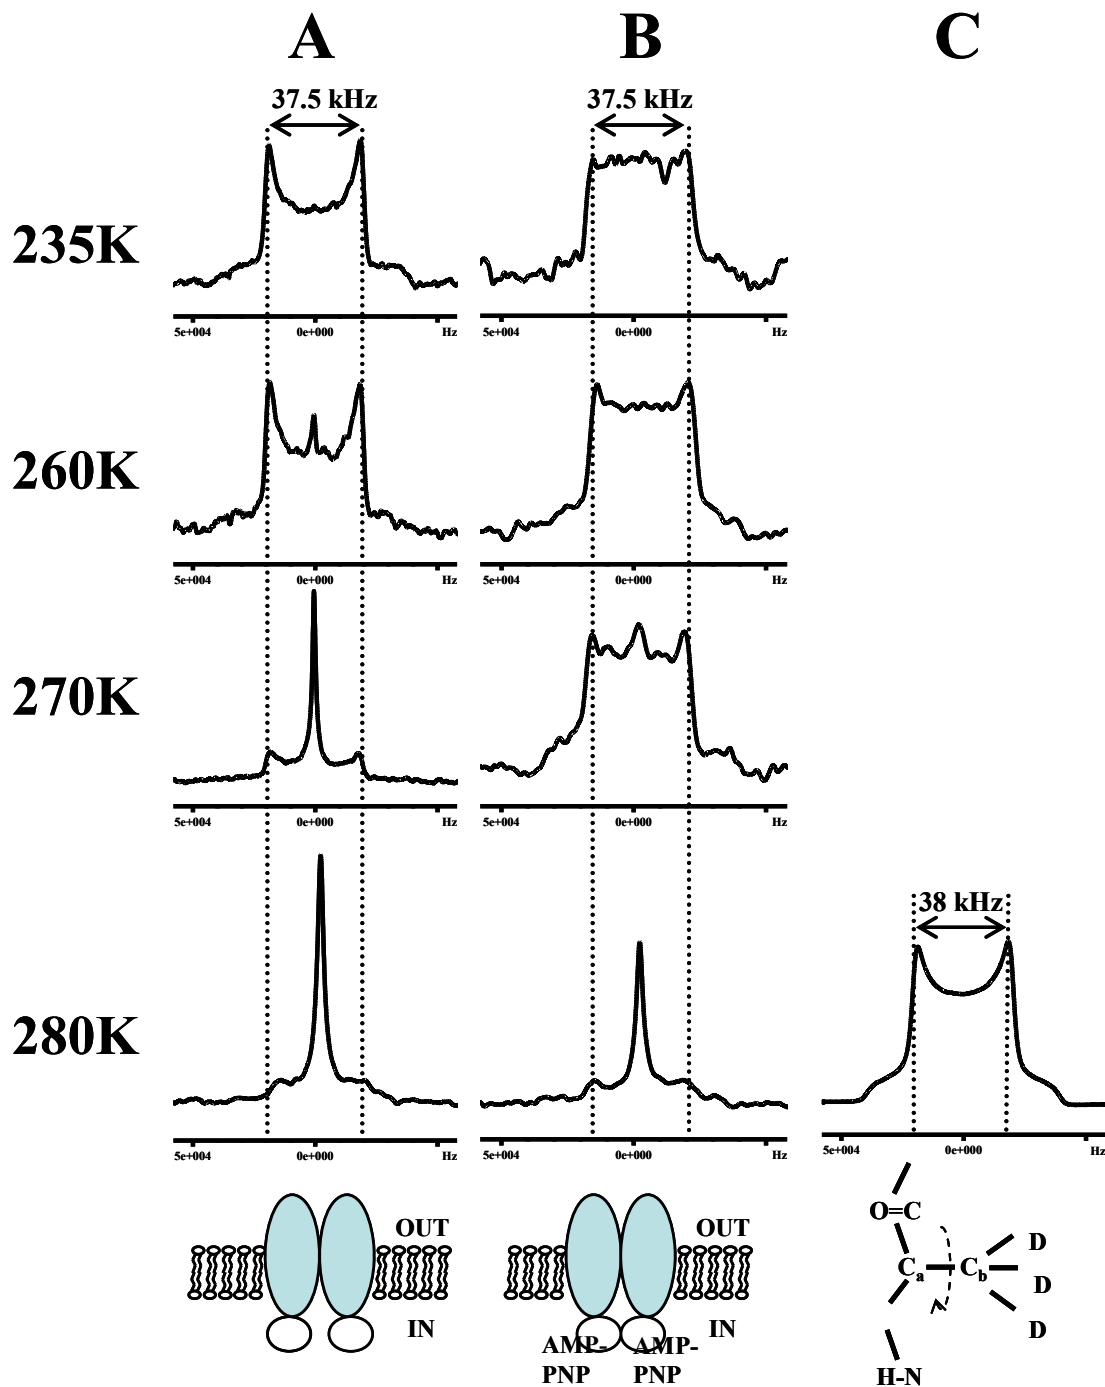 A B C
37.5 kHz 37.5 kHz
235K
5e+004 0e+000 Hz 5e+004 0e+000 Hz
260K
5e+004 0e+000 Hz 5e+004 0e+000 Hz
270K
5e+004 0e+000 Hz 5e+004 0e+000 Hz
38 kHz
280K
5e+004 0e+000 Hz 5e+004 0e+000 Hz 5e+004 0e+000 Hz
OUT OUT
O=C
D
Ca Cb
D
IN IN
D
AMP-PNP AMP-PNP
H-N